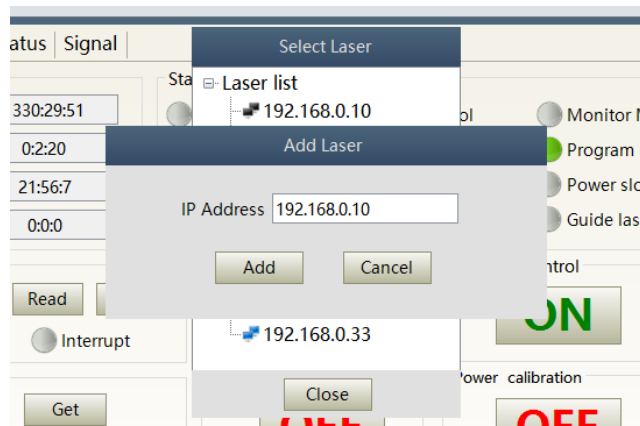 atus Signal
Select Laser
Sta
Laser list
192.168.0.10
330:29:51
ol
Monitor
Add Laser
0:2:20
Program
21:56:7
Power slo
IP Address 192.168.0.10
0:0:0
Guide las
Add Cancel
ntrol
Read
ON
192.168.0.33
Interrupt
Power calibration
Close
Get
OFF
OFF